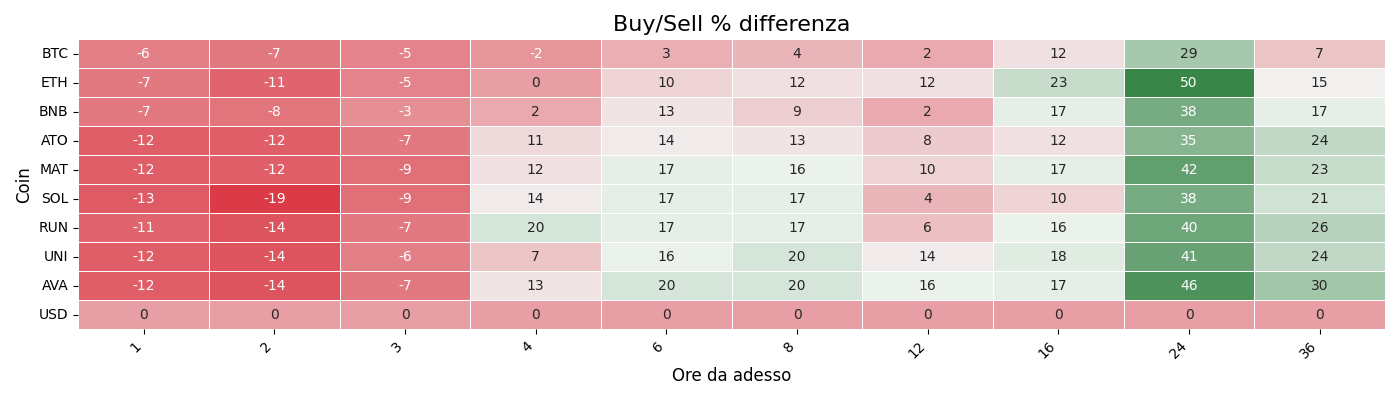 Buy/Sell % differenza
BTC -6 -7 -5 -2 3 4 2 12 29 7
ETH -7 -11 -5 0 10 12 12 23 50 15
BNB -7 -8 -3 2 13 9 2 17 38 17
ATO -12 -12 -7 11 14 13 8 12 35 24
MAT -12 -12 -9 12 17 16 10 17 42 23
SOL -13 -19 -9 14 17 17 4 10 38 21
RUN -11 -14 -7 20 17 17 6 16 40 26
UNI -12 -14 -6 7 16 20 14 18 41 24
AVA -12 -14 -7 13 20 20 16 17 46 30
USD 0 0 0 0 0 0 0 0 0 0
Coin
1 2 3 4 6 8 12 16 24 36
Ore da adesso